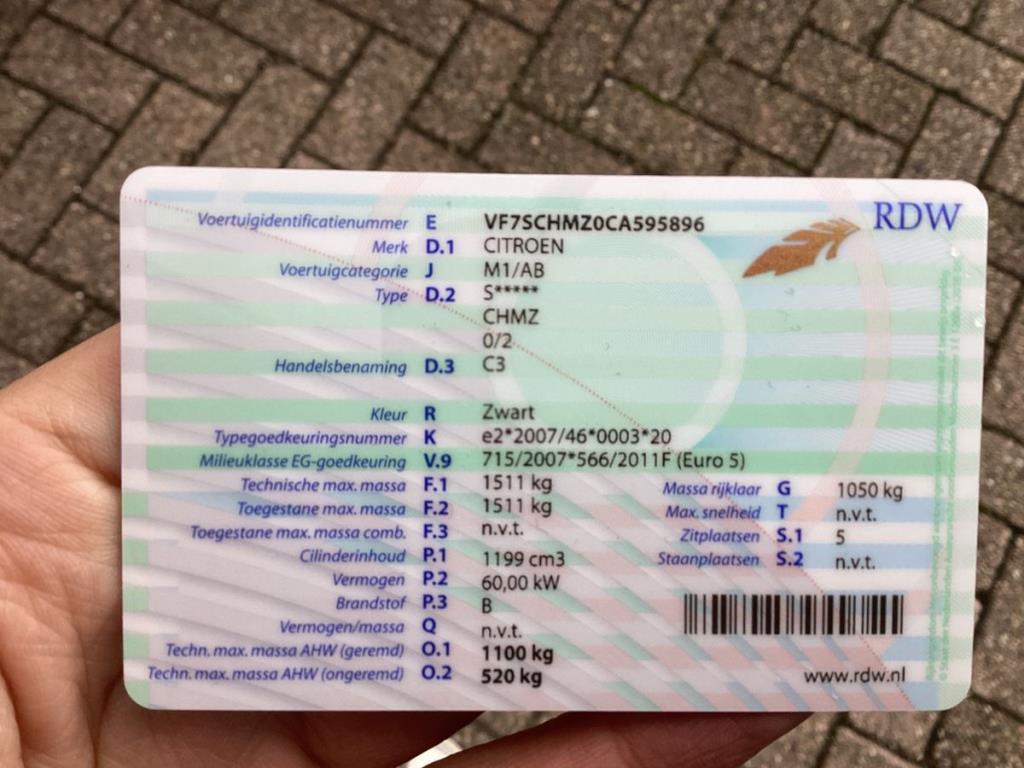 RDW
Voertuigidentificatienummer E VF7SCHMZ0CA595896
Merk D.1 CITROEN
Voertuigcategorie J M1/AB
Type D.2 S*****
CHMZ
0/2
Handelsbenaming D.3 C3
Kleur R Zwart
Typegoedkeuringsnummer K e2*2007/46*0003*20
Milieuklasse EG-goedkeuring V.9 715/2007*566/2011F (Euro 5)
Technische max. massa F.1 1511 kg
Toegestane max. massa F.2 1511 kg
Toegestane max. massa comb. F.3 n.v.t.
Cilinderinhoud P.1 1199 cm3
Vermogen P.2 60,00 kW
Brandstof P.3 B
Vermogen/massa Q n.v.t.
Techn. max. massa AHW (geremd) O.1 1100 kg
Techn. max. massa AHW (ongeremd) O.2 520 kg
Massa rijklaar G 1050 kg
Max. snelheid T n.v.t.
Zitplaatsen S.1 5
Staanplaatsen S.2 n.v.t.
www.rdw.nl